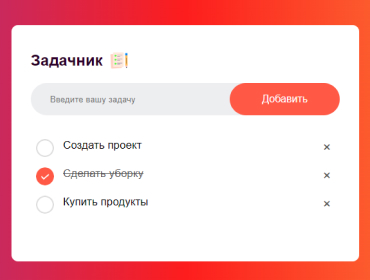 Задачник
Введите вашу задачу
Добавить
Создать проект
Сделать уборку
Купить продукты